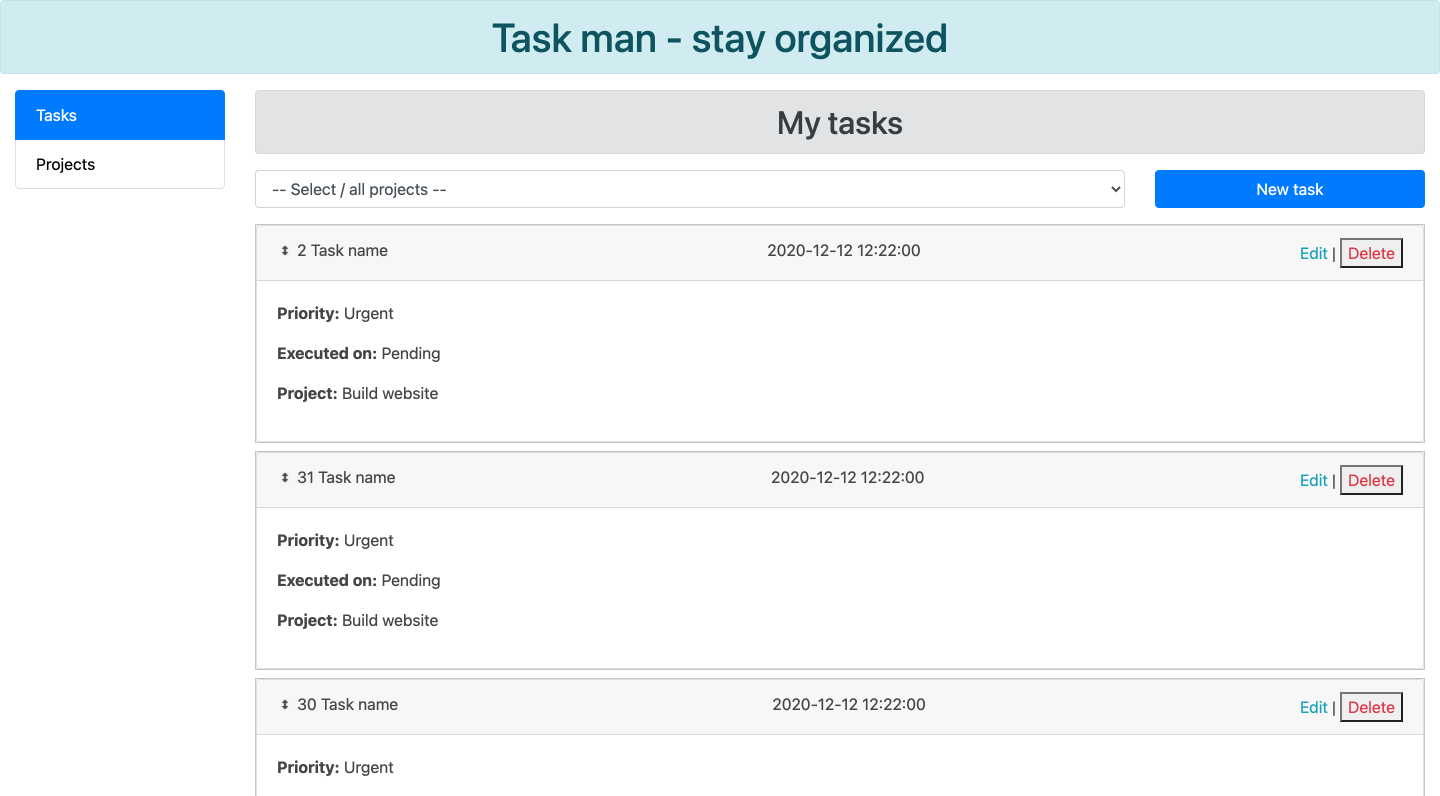 Task man - stay organized
Tasks
Projects
My tasks
-- Select / all projects --
New task
2 Task name 2020-12-12 12:22:00 Edit | Delete
Priority: Urgent
Executed on: Pending
Project: Build website
31 Task name 2020-12-12 12:22:00 Edit | Delete
Priority: Urgent
Executed on: Pending
Project: Build website
30 Task name 2020-12-12 12:22:00 Edit | Delete
Priority: Urgent